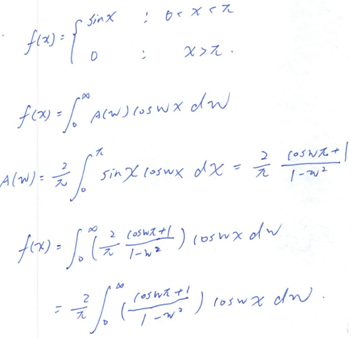 f(x) = { sin x : 0 < x < π
0 : x > π .
f(x) = ∫₀^∞ A(w) cos wx dw
A(w) = 2/π ∫₀^π sin x cos wx dx = 2/π (cos wπ + 1)/(1 - w²)
f(x) = ∫₀^∞ ( 2/π (cos wπ + 1)/(1 - w²) ) cos wx dw
= 2/π ∫₀^∞ ( (cos wπ + 1)/(1 - w²) ) cos wx dw .